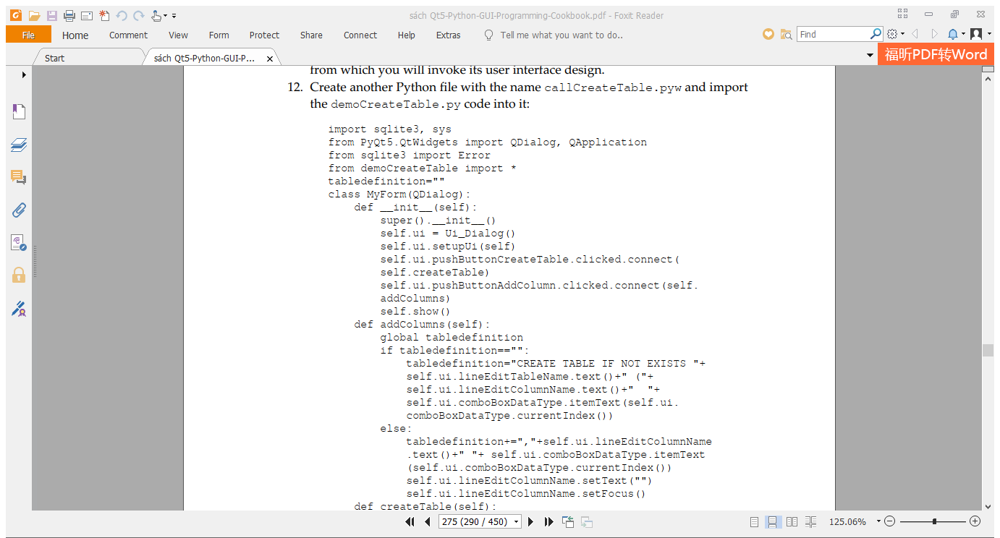 sách Qt5-Python-GUI-Programming-Cookbook.pdf - Foxit Reader
File Home Comment View Form Protect Share Connect Help Extras Tell me what you want to do.. Find
Start sách Qt5-Python-GUI-P... 福昕PDF转Word
from which you will invoke its user interface design.
12. Create another Python file with the name callCreateTable.pyw and import
the demoCreateTable.py code into it:
import sqlite3, sys
from PyQt5.QtWidgets import QDialog, QApplication
from sqlite3 import Error
from demoCreateTable import *
tabledefinition=""
class MyForm(QDialog):
def __init__(self):
super().__init__()
self.ui = Ui_Dialog()
self.ui.setupUi(self)
self.ui.pushButtonCreateTable.clicked.connect(
self.createTable)
self.ui.pushButtonAddColumn.clicked.connect(self.
addColumns)
self.show()
def addColumns(self):
global tabledefinition
if tabledefinition=="":
tabledefinition="CREATE TABLE IF NOT EXISTS "+
self.ui.lineEditTableName.text()+" ("+
self.ui.lineEditColumnName.text()+"  "+
self.ui.comboBoxDataType.itemText(self.ui.
comboBoxDataType.currentIndex())
else:
tabledefinition+=","+self.ui.lineEditColumnName
.text()+" "+ self.ui.comboBoxDataType.itemText
(self.ui.comboBoxDataType.currentIndex())
self.ui.lineEditColumnName.setText("")
self.ui.lineEditColumnName.setFocus()
def createTable(self):
275 (290 / 450) 125.06%